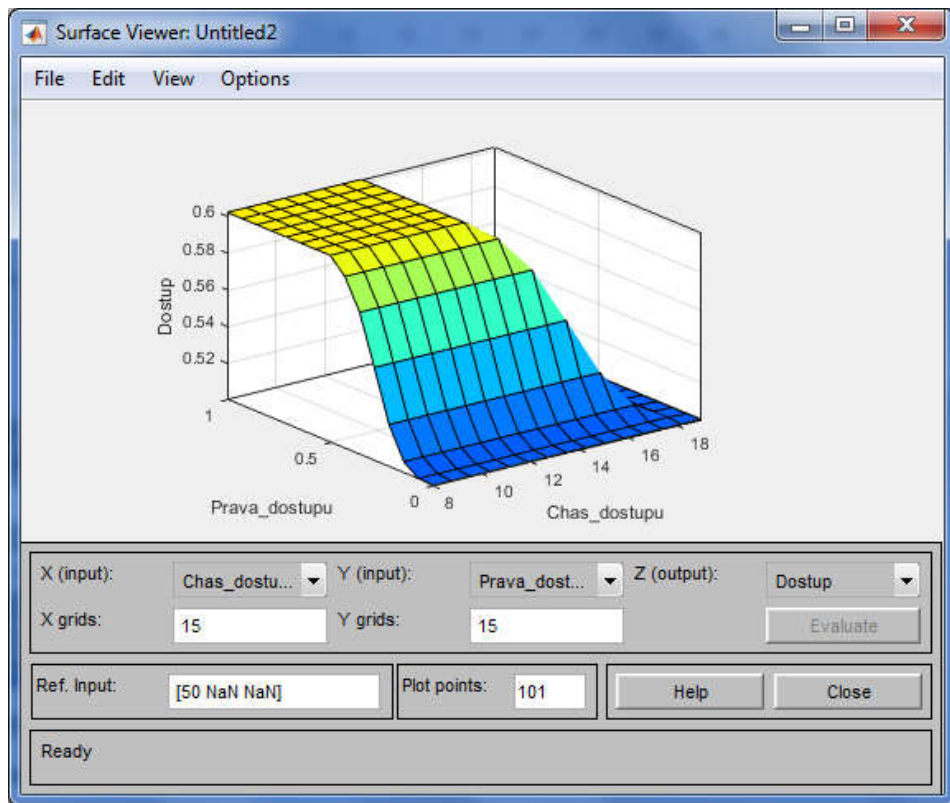 Surface Viewer: Untitled2
File Edit View Options
0.6
0.58
0.56
0.54
0.52
Dostup
1
0.5
0
Prava_dostupu
8
10
12
14
16
18
Chas_dostupu
X (input): Chas_dostu... Y (input): Prava_dost... Z (output): Dostup
X grids: 15 Y grids: 15 Evaluate
Ref. Input: [50 NaN NaN] Plot points: 101 Help Close
Ready